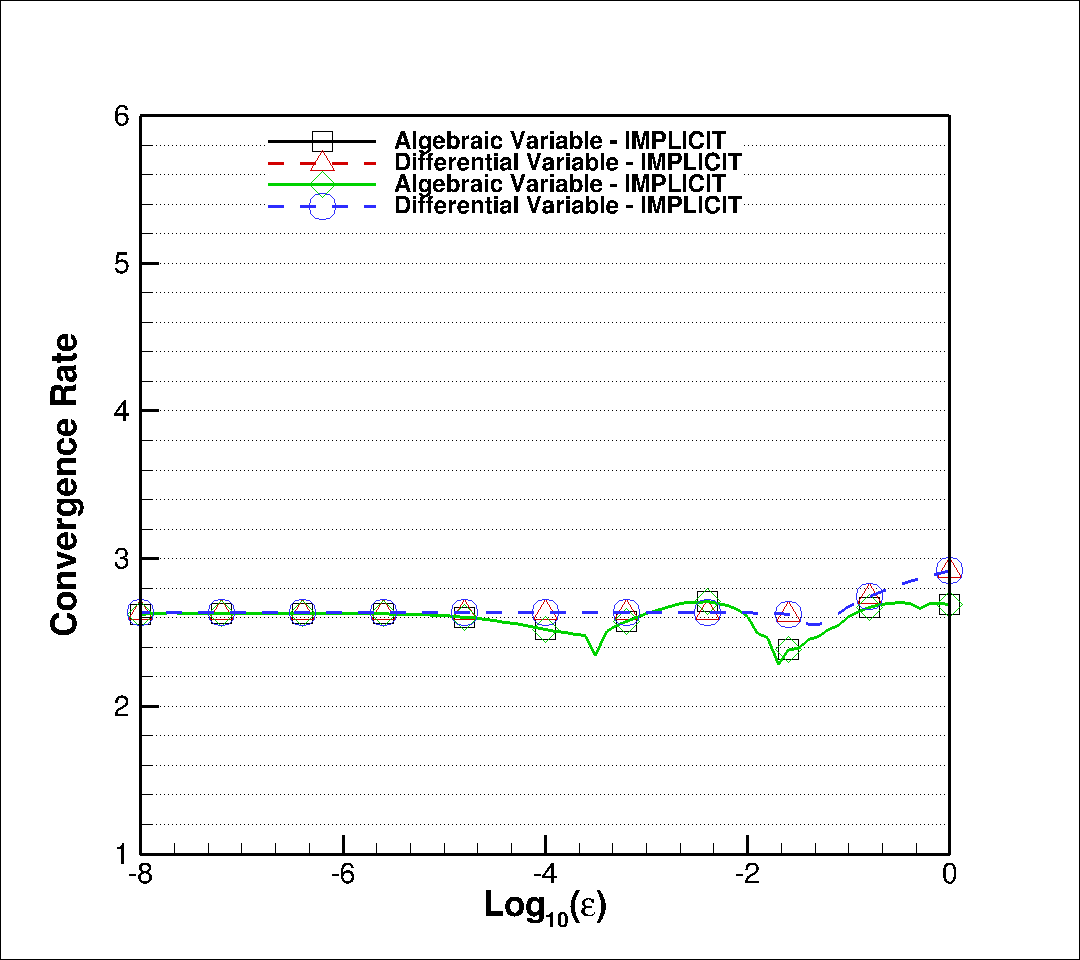 6
Algebraic Variable - IMPLICIT
Differential Variable - IMPLICIT
Algebraic Variable - IMPLICIT
Differential Variable - IMPLICIT
5
4
3
2
1
Convergence Rate
-8 -6 -4 -2 0
Log10(ε)